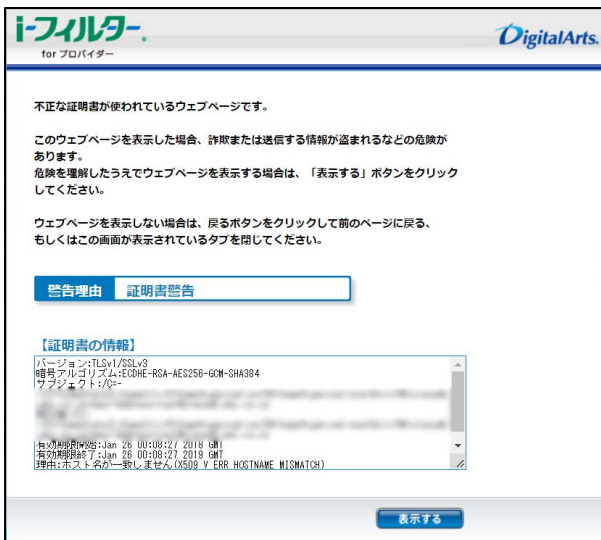 i-フィルター.
for プロバイダー
DigitalArts.
不正な証明書が使われているウェブページです。
このウェブページを表示した場合、詐欺または送信する情報が盗まれるなどの危険が
あります。
危険を理解したうえでウェブページを表示する場合は、「表示する」ボタンをクリック
してください。
ウェブページを表示しない場合は、戻るボタンをクリックして前のページに戻る、
もしくはこの画面が表示されているタブを閉じてください。
警告理由 証明書警告
【証明書の情報】
バージョン:TLSv1/SSLv3
暗号アルゴリズム:ECDHE-RSA-AES256-GCM-SHA384
サブジェクト:/C=-
有効期限開始:Jan 26 00:08:27 2018 GMT
有効期限終了:Jan 26 00:08:27 2019 GMT
理由:ホスト名が一致しません(X509_V_ERR_HOSTNAME_MISMATCH)
表示する